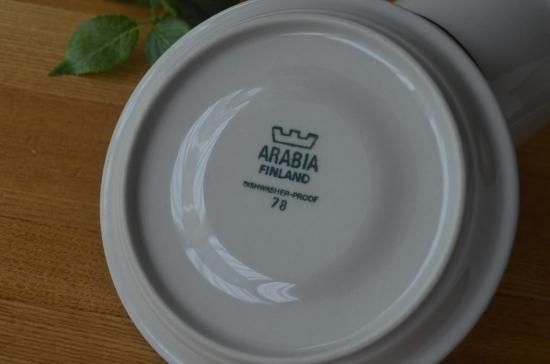 ARABIA
FINLAND
DISHWASHER-PROOF
78